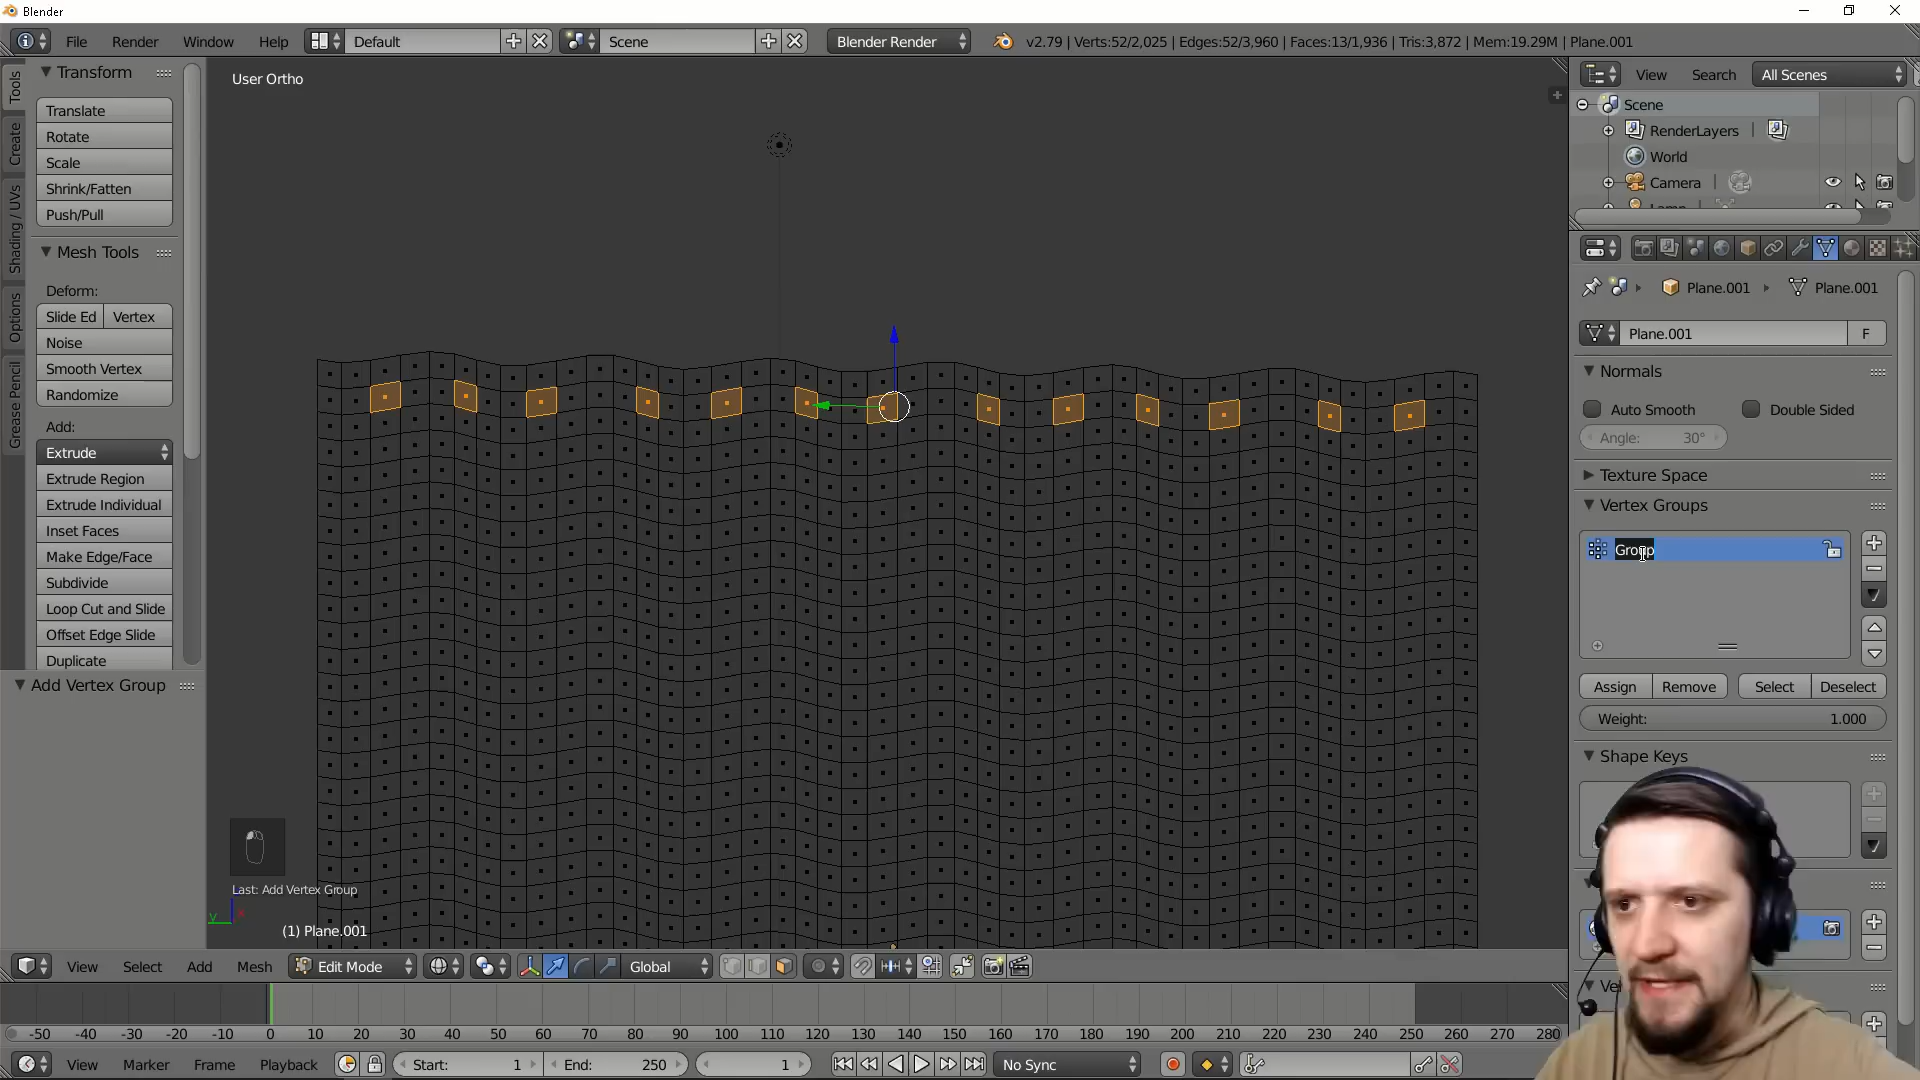 Blender
File Render Window Help Default Scene Blender Render v2.79 | Verts:52/2,025 | Edges:52/3,960 | Faces:13/1,936 | Tris:3,872 | Mem:19.29M | Plane.001
Tools
Create
Shading / UVs
Options
Grease Pencil
Transform
Translate
Rotate
Scale
Shrink/Fatten
Push/Pull
Mesh Tools
Deform:
Slide Ed Vertex
Noise
Smooth Vertex
Randomize
Add:
Extrude
Extrude Region
Extrude Individual
Inset Faces
Make Edge/Face
Subdivide
Loop Cut and Slide
Offset Edge Slide
Duplicate
Add Vertex Group
User Ortho
Last: Add Vertex Group
y
(1) Plane.001
View Search All Scenes
Scene
RenderLayers |
World
Camera |
Plane.001 Plane.001
Plane.001 F
Normals
Auto Smooth Double Sided
Angle: 30°
Texture Space
Vertex Groups
Group
Assign Remove Select Deselect
Weight: 1.000
Shape Keys
View Select Add Mesh Edit Mode Global
-50 -40 -30 -20 -10 0 10 20 30 40 50 60 70 80 90 100 110 120 130 140 150 160 170 180 190 200 210 220 230 240 250 260 270 280
View Marker Frame Playback Start: 1 End: 250 1 No Sync